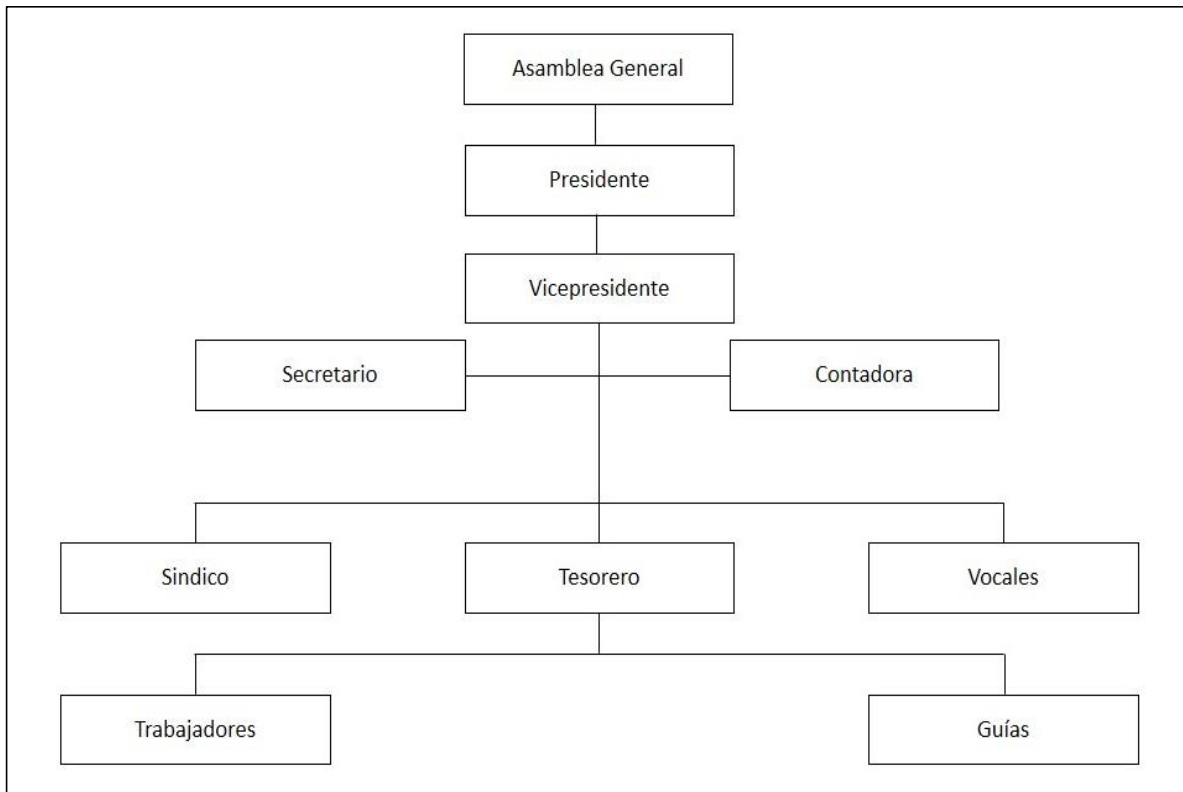 Asamblea General
Presidente
Vicepresidente
Secretario
Contadora
Sindico
Tesorero
Vocales
Trabajadores
Guías